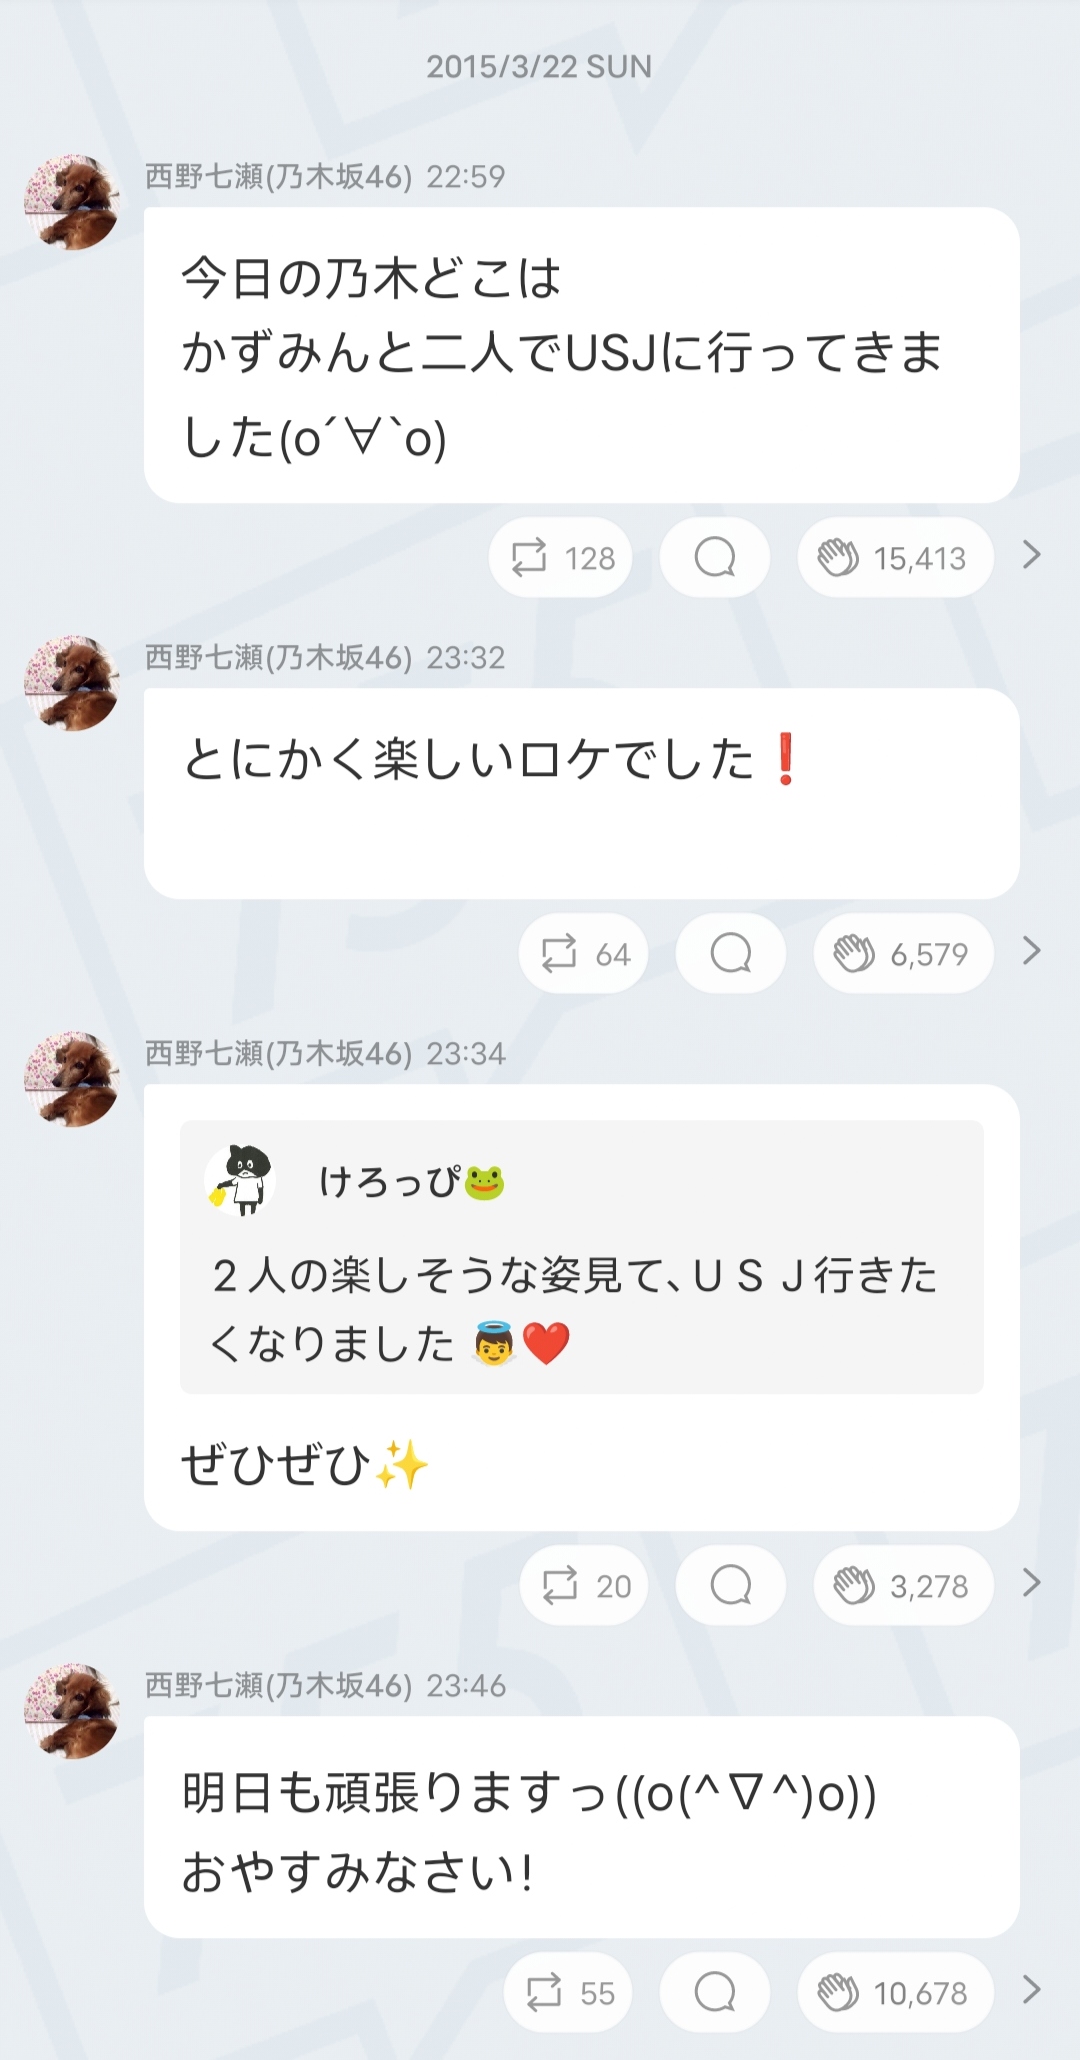 2015/3/22 SUN
西野七瀬(乃木坂46) 22:59
今日の乃木どこは
かずみんと二人でUSJに行ってきま
した(o´∀`o)
128
15,413
西野七瀬(乃木坂46) 23:32
とにかく楽しいロケでした❗
64
6,579
西野七瀬(乃木坂46) 23:34
けろっぴ🐸
２人の楽しそうな姿見て、ＵＳＪ行きた
くなりました 👼❤️
ぜひぜひ✨
20
3,278
西野七瀬(乃木坂46) 23:46
明日も頑張りますっ((o(^∇^)o))
おやすみなさい!
55
10,678